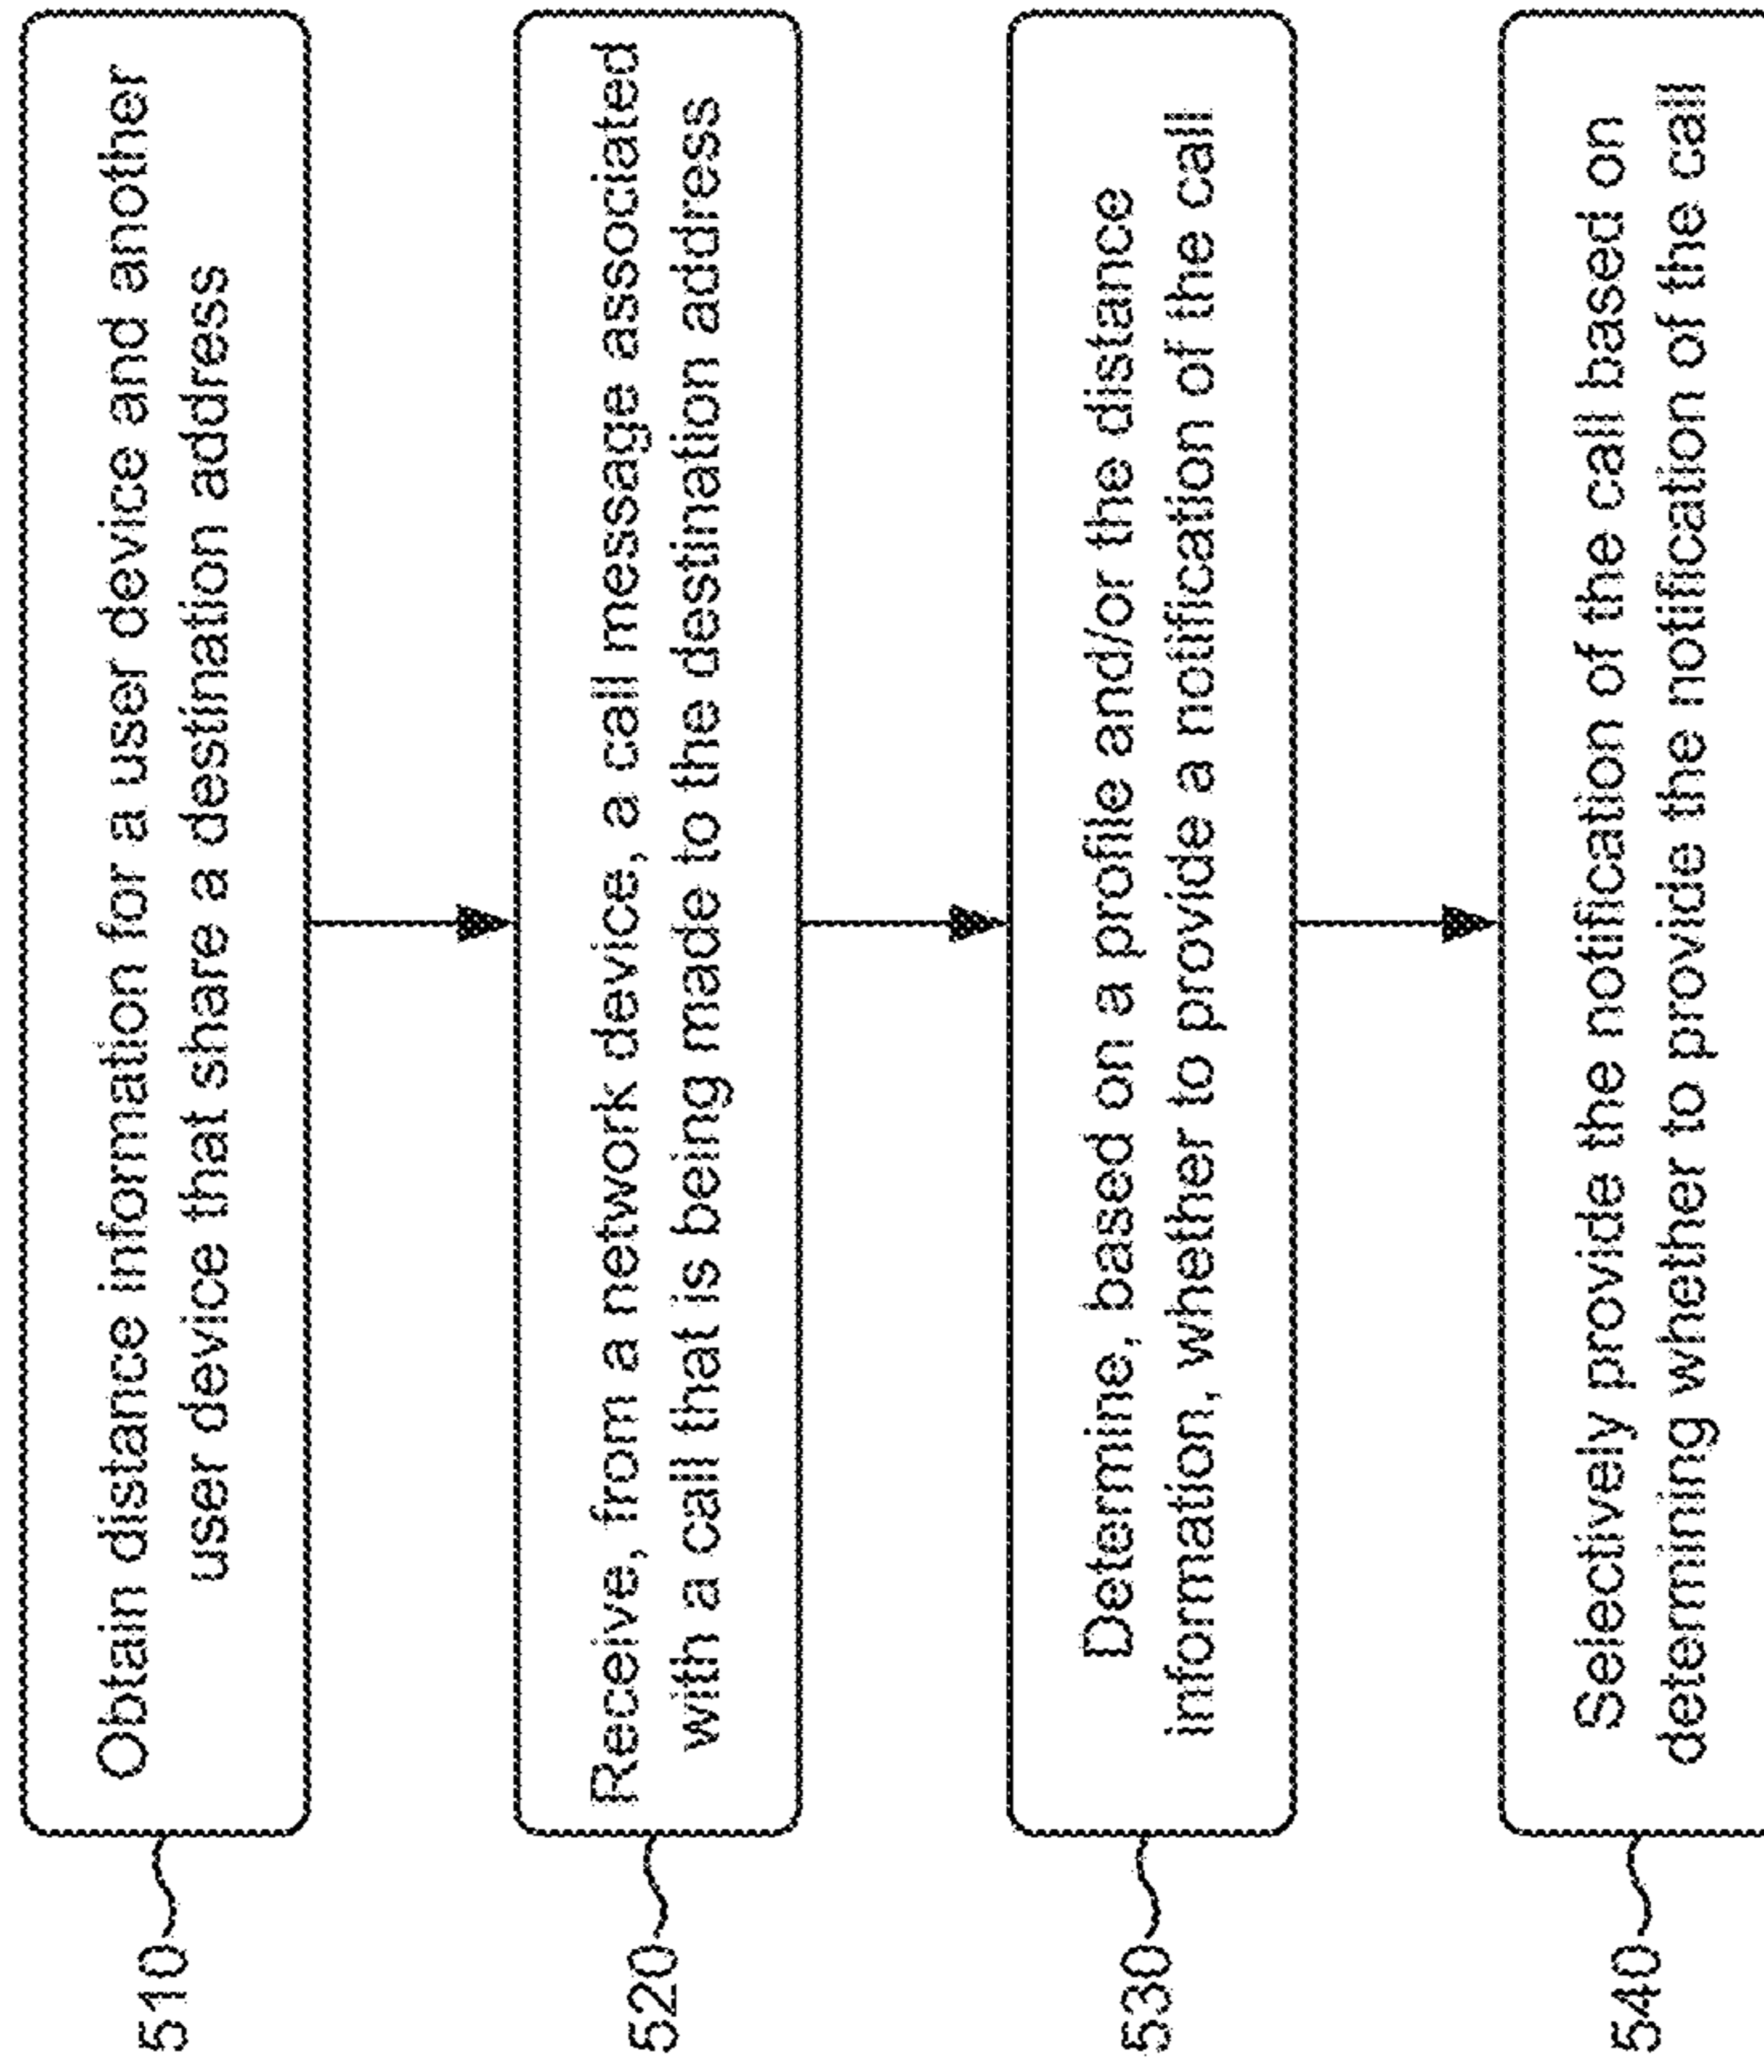 510
Obtain distance information for a user device and another
user device that share a destination address
520
Receive, from a network device, a call message associated
with a call that is being made to the destination address
530
Determine, based on a profile and/or the distance
information, whether to provide a notification of the call
540
Selectively provide the notification of the call based on
determining whether to provide the notification of the call